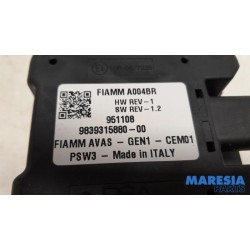 FIAMM A004BR
HW REV-1
SW REV-1.2
951108
9839315880-00
FIAMM AVAS - GEN1 - CEM01
PSW3 - Made in ITALY
MARESIA